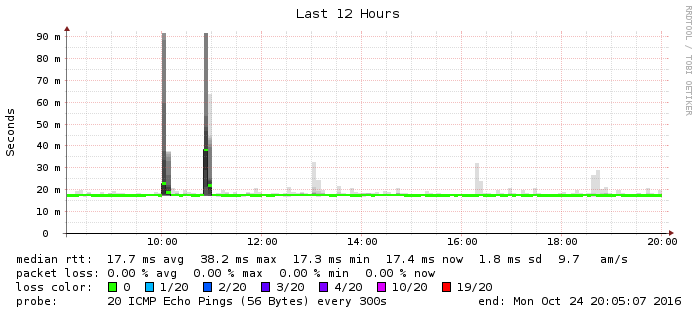 Last 12 Hours
RRDTOOL / TOBI OETIKER
Seconds
90 m
80 m
70 m
60 m
50 m
40 m
30 m
20 m
10 m
0
10:00 12:00 14:00 16:00 18:00 20:00
median rtt: 17.7 ms avg 38.2 ms max 17.3 ms min 17.4 ms now 1.8 ms sd 9.7 am/s
packet loss: 0.00 % avg 0.00 % max 0.00 % min 0.00 % now
loss color: 0 1/20 2/20 3/20 4/20 10/20 19/20
probe: 20 ICMP Echo Pings (56 Bytes) every 300s end: Mon Oct 24 20:05:07 2016